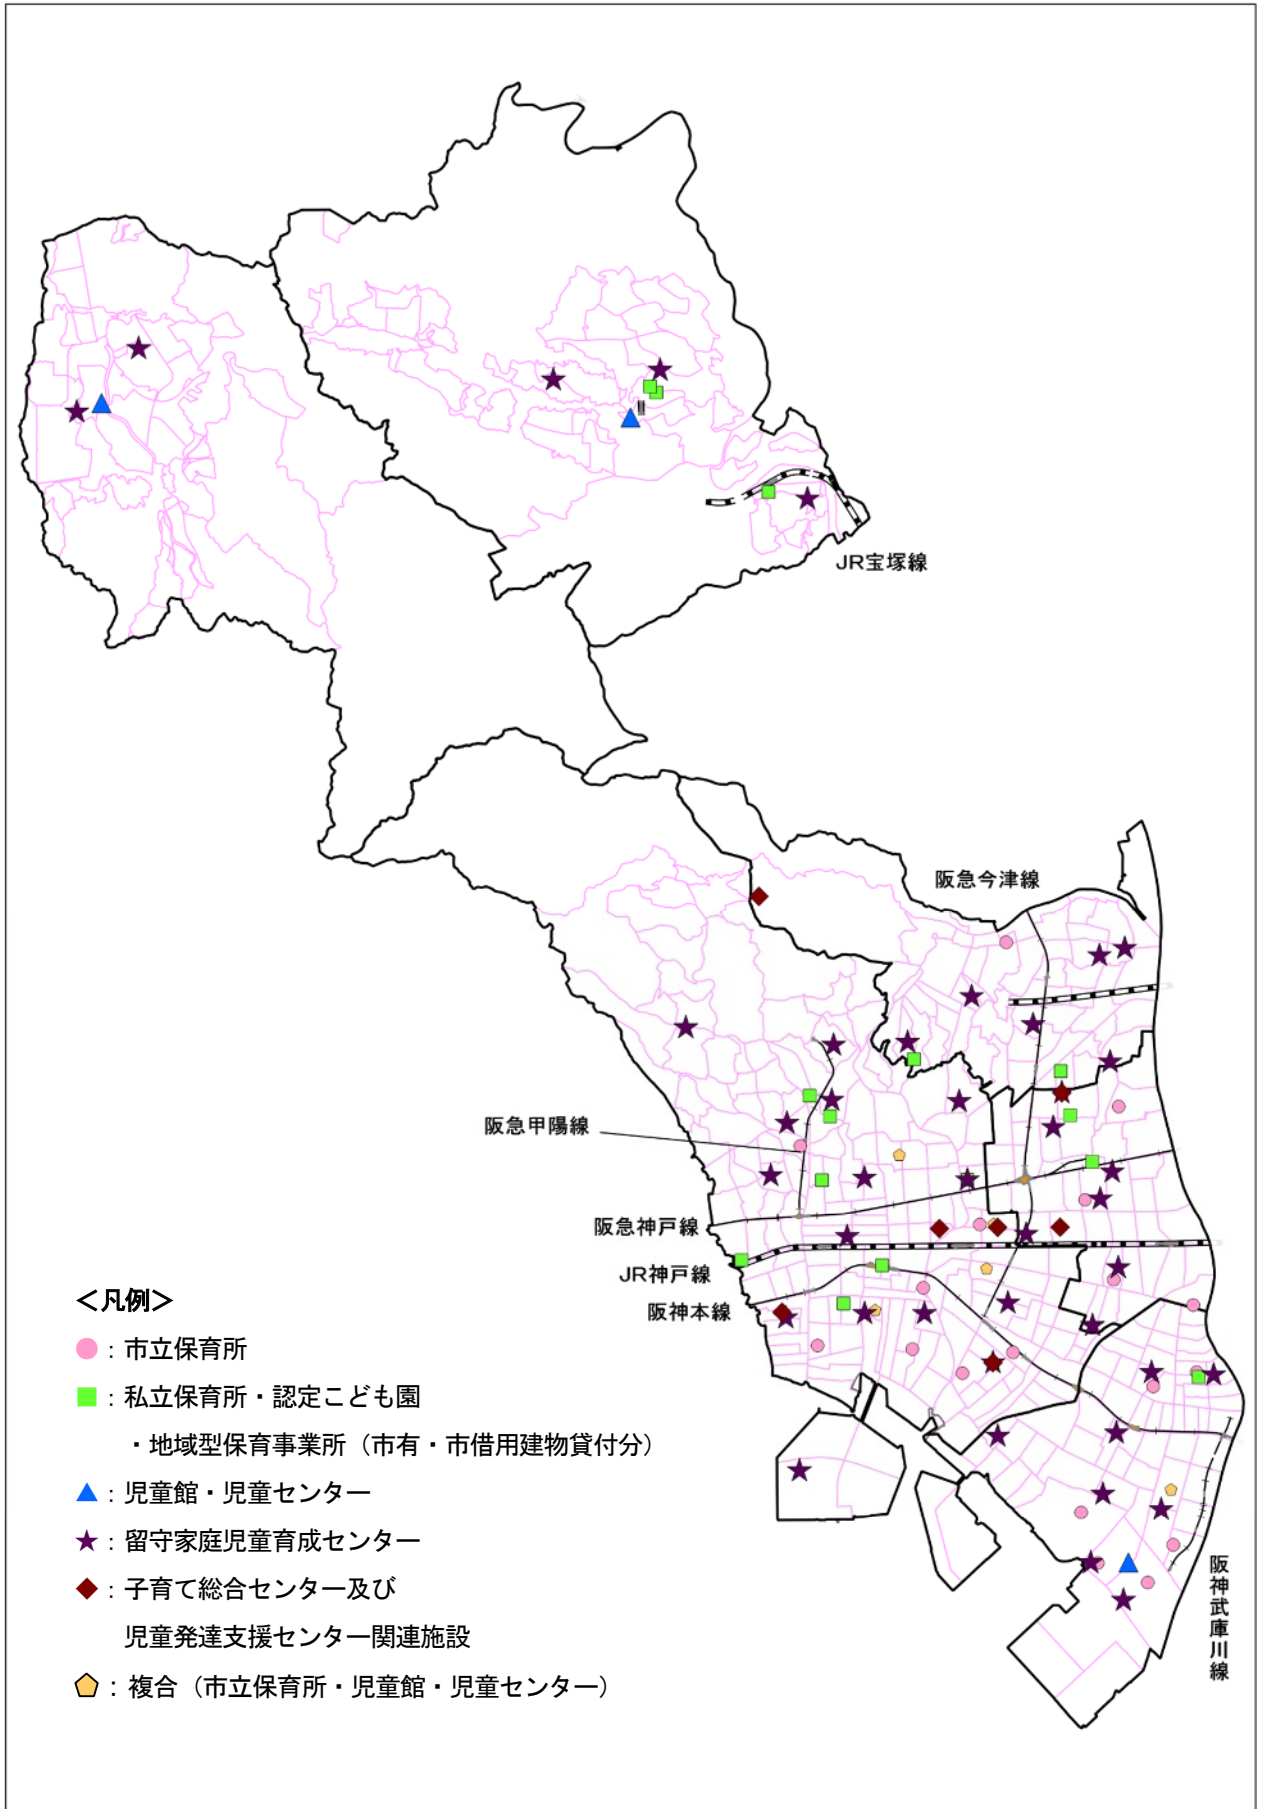 JR宝塚線
阪急今津線
阪急甲陽線
阪急神戸線
JR神戸線
阪神本線
阪神武庫川線
＜凡例＞
：市立保育所
：私立保育所・認定こども園
・地域型保育事業所（市有・市借用建物貸付分）
：児童館・児童センター
：留守家庭児童育成センター
：子育て総合センター及び
児童発達支援センター関連施設
：複合（市立保育所・児童館・児童センター）